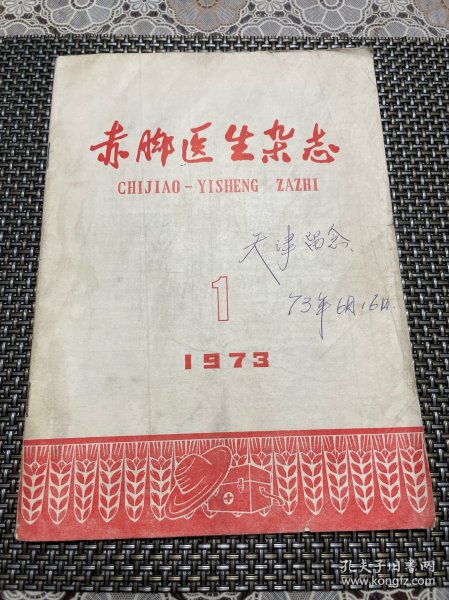 赤脚医生杂志
CHIJIAO-YISHENG ZAZHI
天津留念
1
73年6月16日
1973
孔夫子旧书网
www.kongfz.com